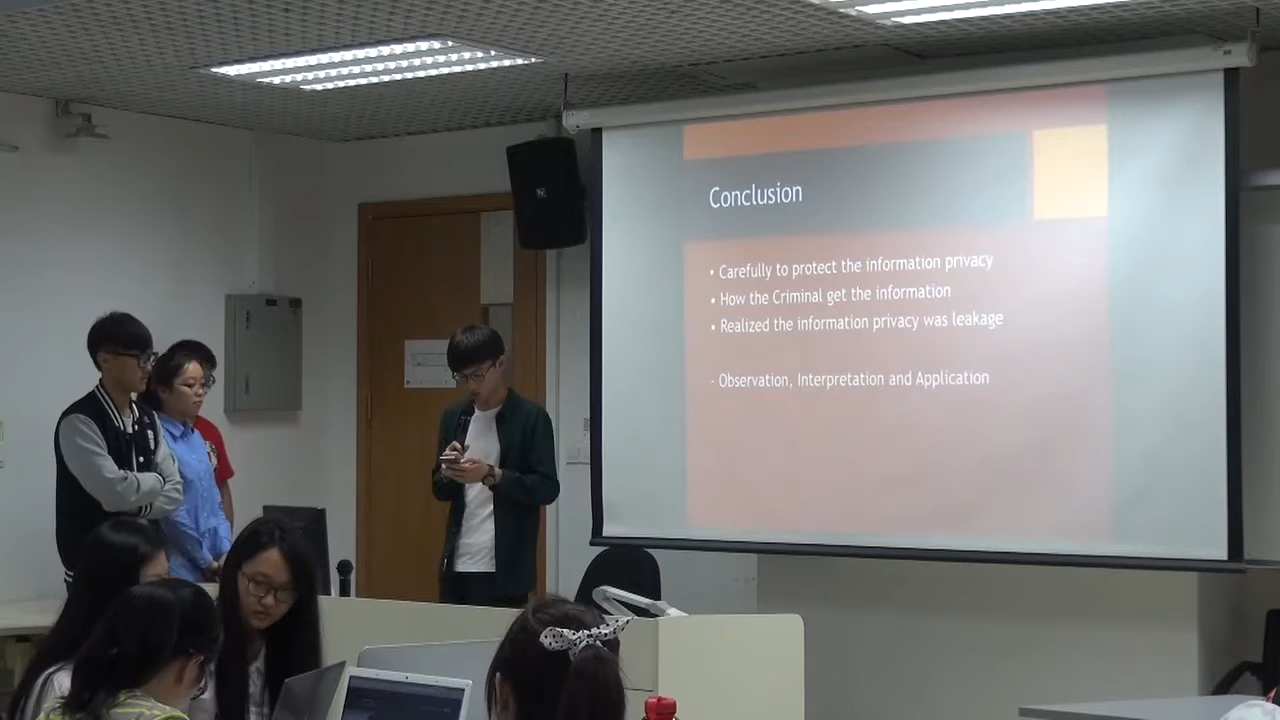 Conclusion
• Carefully to protect the information privacy
• How the Criminal get the information
• Realized the information privacy was leakage
- Observation, Interpretation and Application